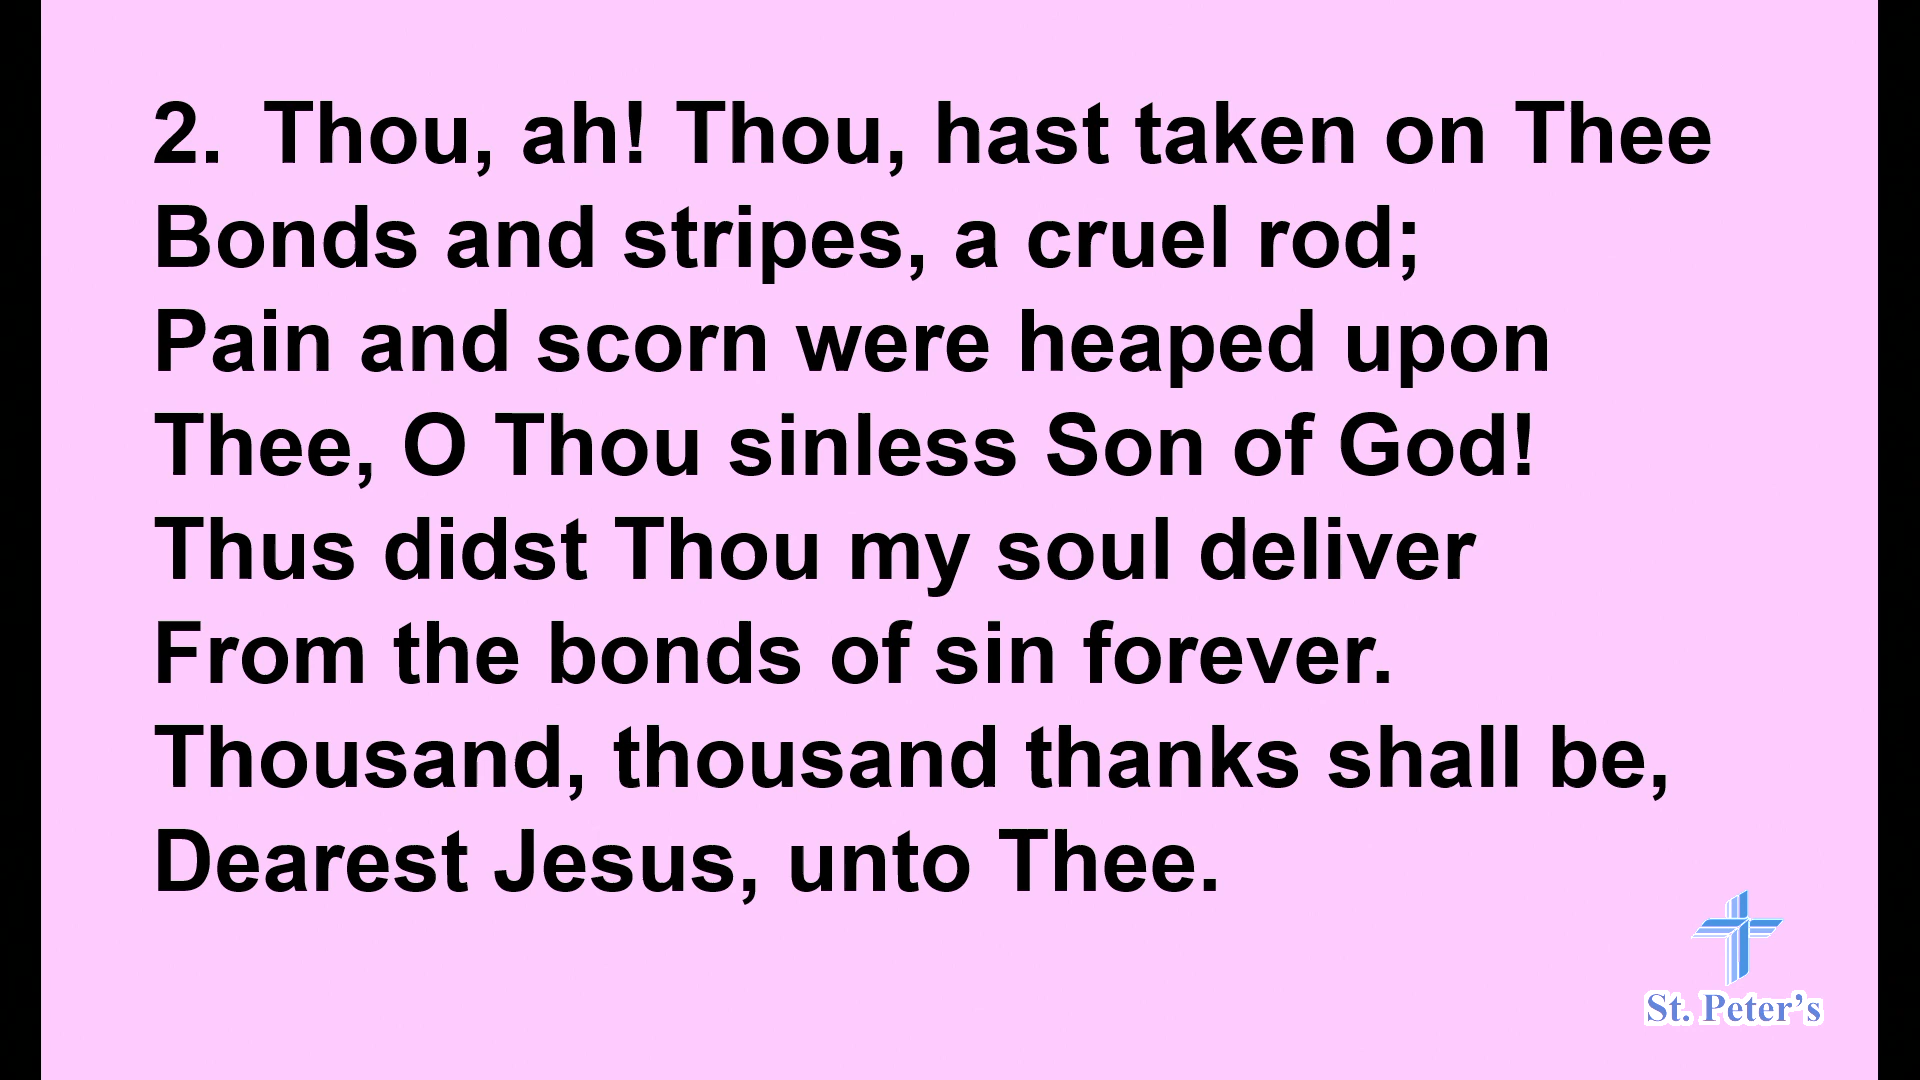 2. Thou, ah! Thou, hast taken on Thee
Bonds and stripes, a cruel rod;
Pain and scorn were heaped upon
Thee, O Thou sinless Son of God!
Thus didst Thou my soul deliver
From the bonds of sin forever.
Thousand, thousand thanks shall be,
Dearest Jesus, unto Thee.
St. Peter’s